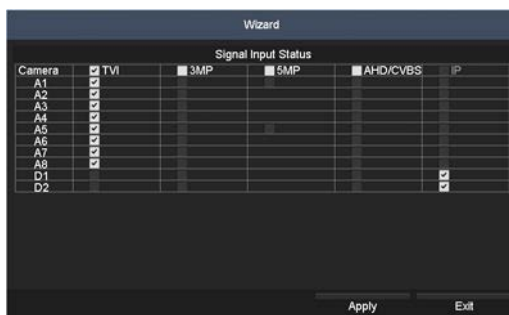 Wizard
Signal Input Status
Camera TVI 3MP 5MP AHD/CVBS IP
A1
A2
A3
A4
A5
A6
A7
A8
D1
D2
Apply Exit